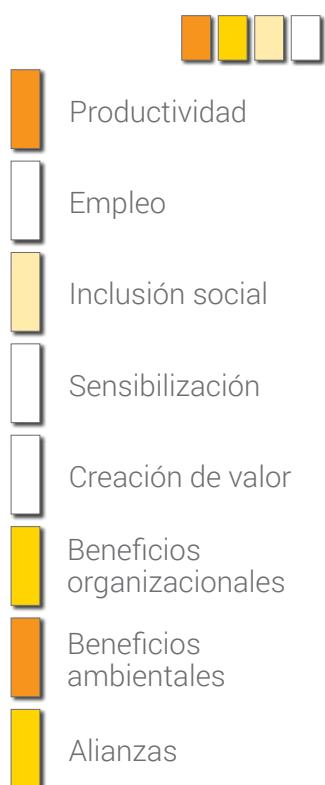 Productividad
Empleo
Inclusión social
Sensibilización
Creación de valor
Beneficios
organizacionales
Beneficios
ambientales
Alianzas